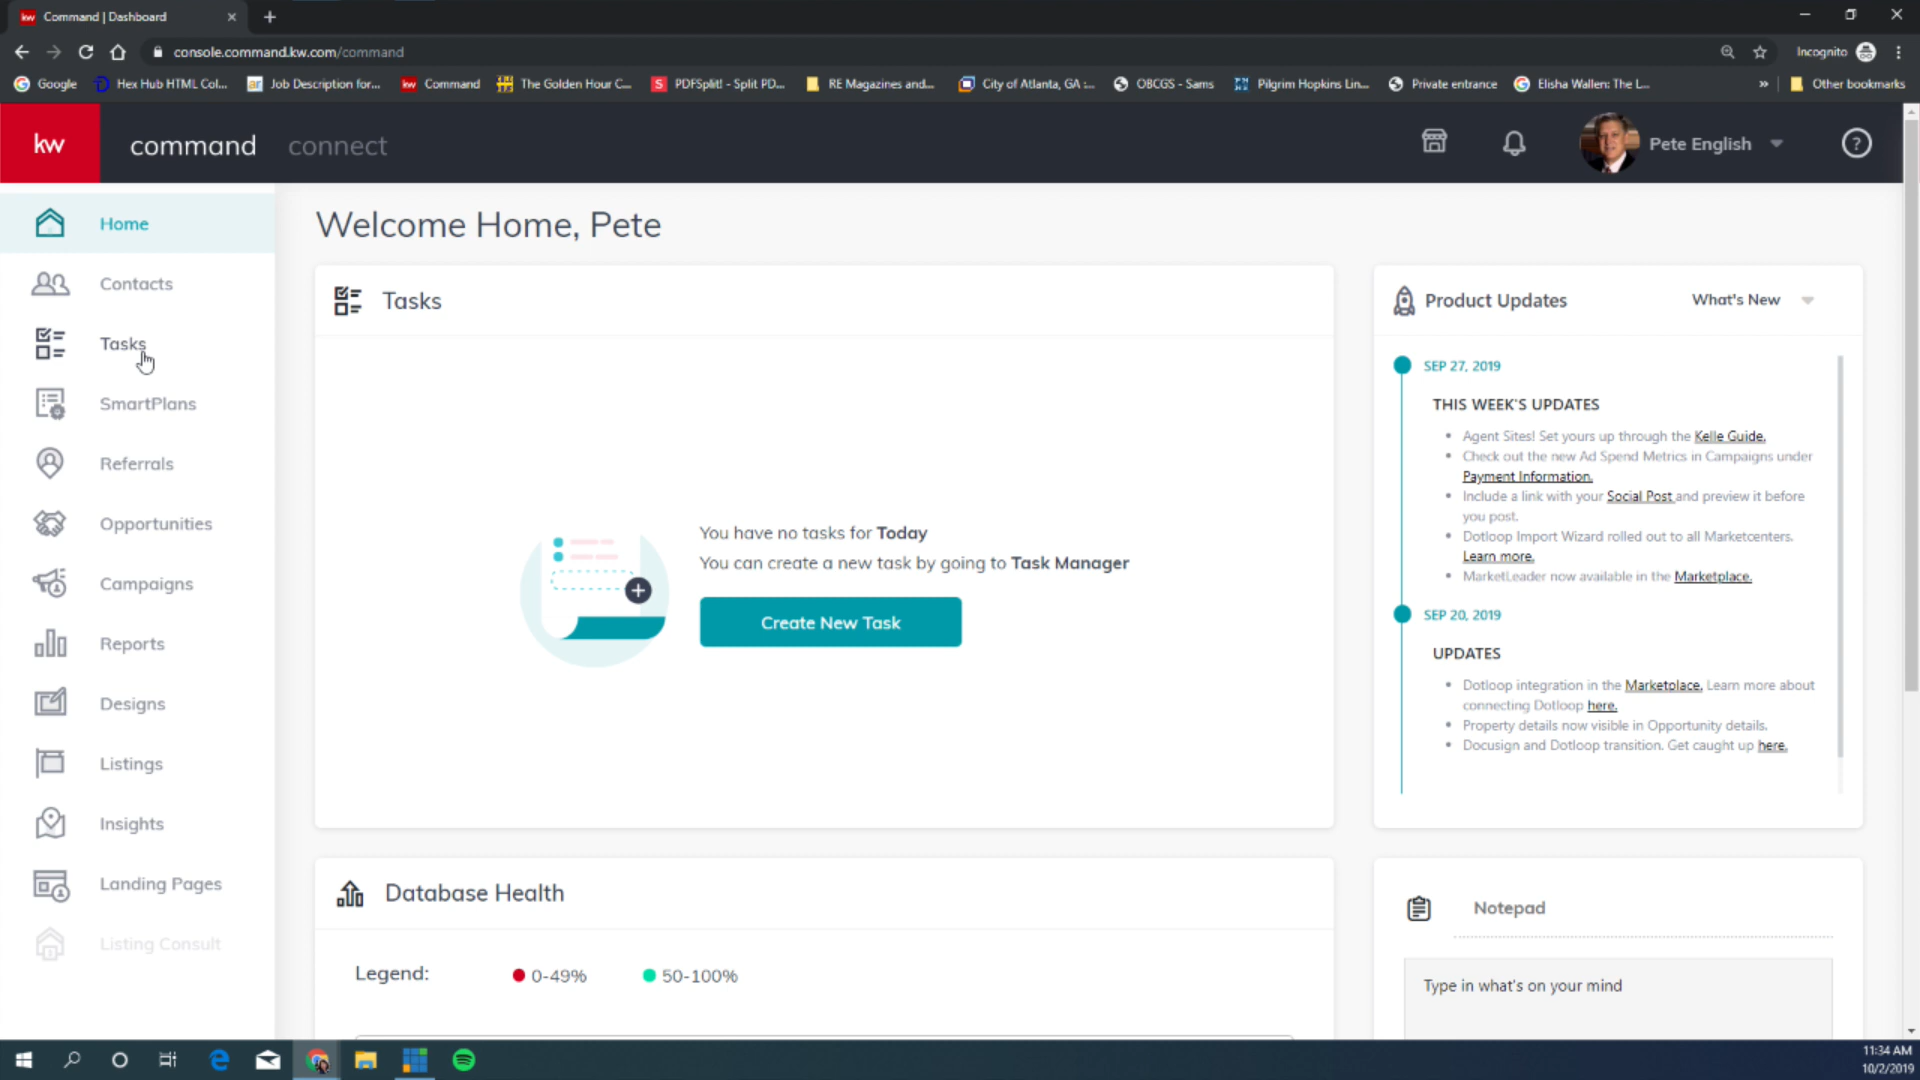 kw Command | Dashboard
console.command.kw.com/command
Incognito
Google
Hex Hub HTML Col...
ar Job Description for...
kw Command
The Golden Hour C...
S PDFSplit! - Split PD...
RE Magazines and...
City of Atlanta, GA :...
OBCGS - Sams
Pilgrim Hopkins Lin...
Private entrance
Elisha Wallen: The L...
»
Other bookmarks
kw
command
connect
Pete English
?
Home
Contacts
Tasks
SmartPlans
Referrals
Opportunities
Campaigns
Reports
Designs
Listings
Insights
Landing Pages
Listing Consult
Welcome Home, Pete
Tasks
You have no tasks for Today
You can create a new task by going to Task Manager
Create New Task
Product Updates
What's New
SEP 27, 2019
THIS WEEK'S UPDATES
• Agent Sites! Set yours up through the Kelle Guide.
• Check out the new Ad Spend Metrics in Campaigns under
Payment Information.
• Include a link with your Social Post and preview it before
you post.
• Dotloop Import Wizard rolled out to all Marketcenters.
Learn more.
• MarketLeader now available in the Marketplace.
SEP 20, 2019
UPDATES
• Dotloop integration in the Marketplace. Learn more about
connecting Dotloop here.
• Property details now visible in Opportunity details.
• Docusign and Dotloop transition. Get caught up here.
Database Health
Legend:
0-49%
50-100%
Notepad
Type in what's on your mind
11:34 AM
10/2/2019